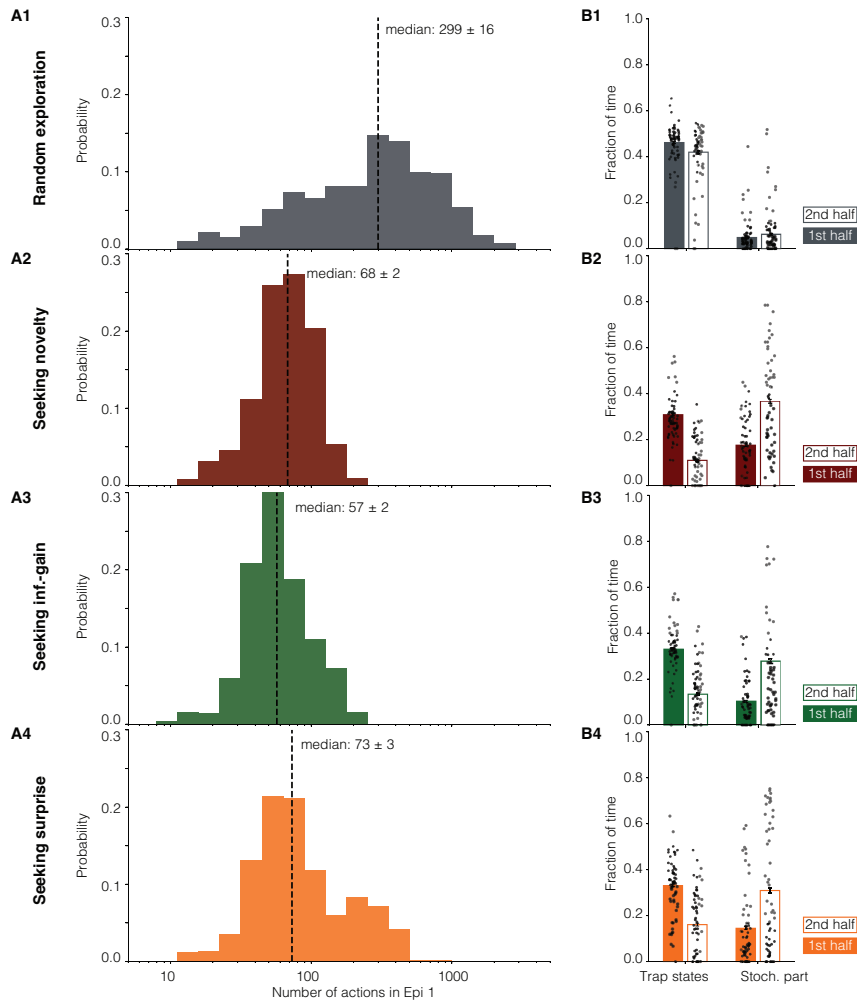 A1
Random exploration
Probability
0.3
0.2
0.1
0.0
median: 299 ± 16
B1
Fraction of time
1.0
0.8
0.6
0.4
0.2
0.0
2nd half
1st half
A2
Seeking novelty
Probability
0.3
0.2
0.1
0.0
median: 68 ± 2
B2
Fraction of time
1.0
0.8
0.6
0.4
0.2
0.0
2nd half
1st half
A3
Seeking inf.-gain
Probability
0.3
0.2
0.1
0.0
median: 57 ± 2
B3
Fraction of time
1.0
0.8
0.6
0.4
0.2
0.0
2nd half
1st half
A4
Seeking surprise
Probability
0.3
0.2
0.1
0.0
median: 73 ± 3
10
100
1000
Number of actions in Epi 1
B4
Fraction of time
1.0
0.8
0.6
0.4
0.2
0.0
2nd half
1st half
Trap states
Stoch. part